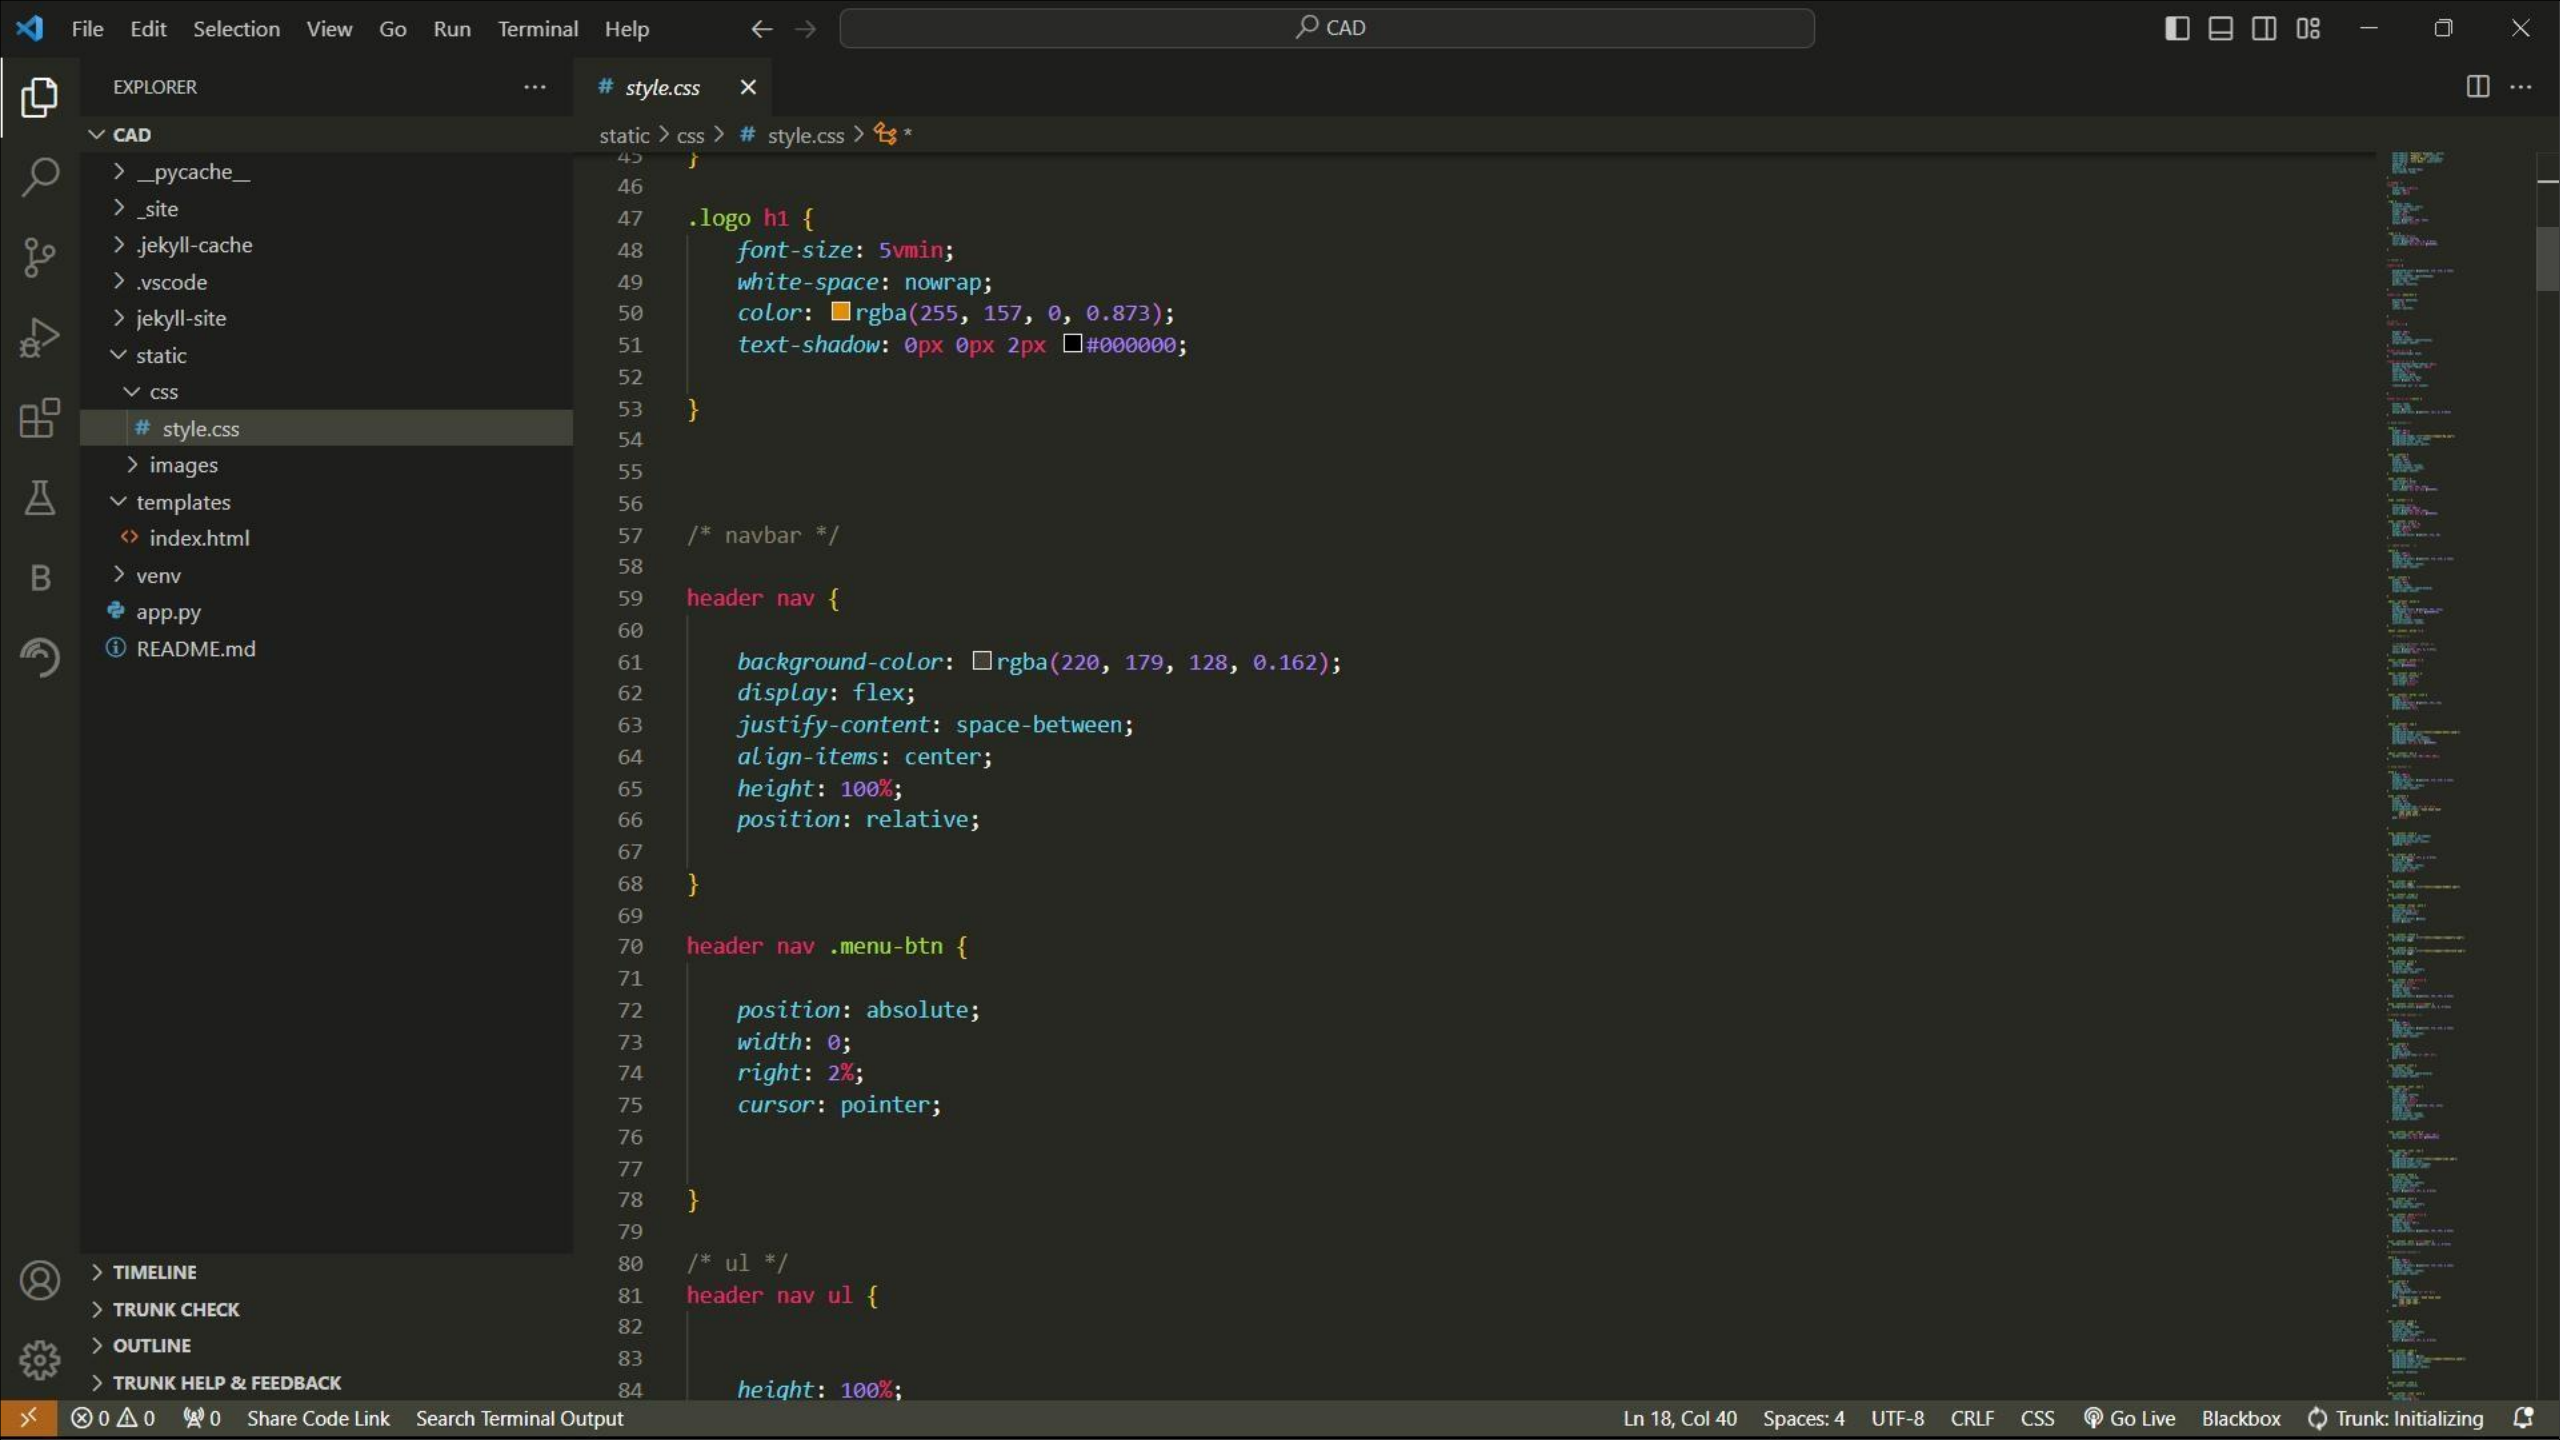 File Edit Selection View Go Run Terminal Help
CAD
EXPLORER
CAD
__pycache__
_site
.jekyll-cache
.vscode
jekyll-site
static
css
# style.css
images
templates
<> index.html
venv
app.py
README.md
TIMELINE
TRUNK CHECK
OUTLINE
TRUNK HELP & FEEDBACK
# style.css
static > css > # style.css > *
45 }
46
47 .logo h1 {
48 font-size: 5vmin;
49 white-space: nowrap;
50 color: rgba(255, 157, 0, 0.873);
51 text-shadow: 0px 0px 2px #000000;
52
53 }
54
55
56
57 /* navbar */
58
59 header nav {
60
61 background-color: rgba(220, 179, 128, 0.162);
62 display: flex;
63 justify-content: space-between;
64 align-items: center;
65 height: 100%;
66 position: relative;
67
68 }
69
70 header nav .menu-btn {
71
72 position: absolute;
73 width: 0;
74 right: 2%;
75 cursor: pointer;
76
77
78 }
79
80 /* ul */
81 header nav ul {
82
83
84 height: 100%;
0 0 0 Share Code Link Search Terminal Output Ln 18, Col 40 Spaces: 4 UTF-8 CRLF CSS Go Live Blackbox Trunk: Initializing